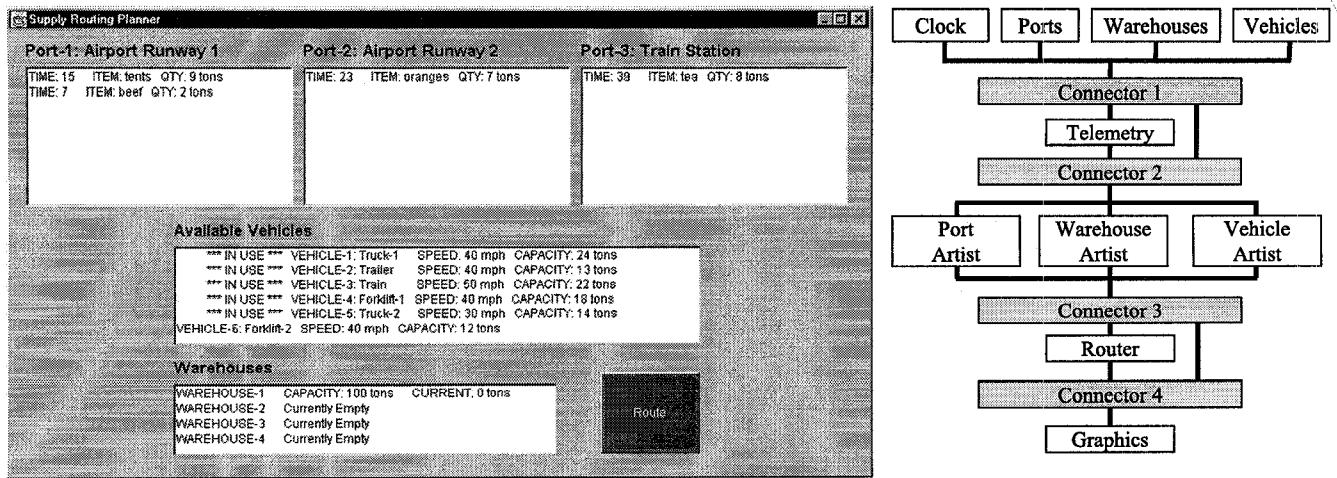 Supply Routing Planner
Port-1: Airport Runway 1
Port-2: Airport Runway 2
Port-3: Train Station
TIME: 15 ITEM: tents QTY: 9 tons
TIME: 7 ITEM: beef QTY: 2 tons
TIME: 23 ITEM: oranges QTY: 7 tons
TIME: 39 ITEM: tea QTY: 8 tons
Available Vehicles
*** IN USE *** VEHICLE-1: Truck-1 SPEED: 40 mph CAPACITY: 24 tons
*** IN USE *** VEHICLE-2: Trailer SPEED: 40 mph CAPACITY: 13 tons
*** IN USE *** VEHICLE-3: Train SPEED: 50 mph CAPACITY: 22 tons
*** IN USE *** VEHICLE-4: Forklift-1 SPEED: 40 mph CAPACITY: 18 tons
*** IN USE *** VEHICLE-5: Truck-2 SPEED: 30 mph CAPACITY: 14 tons
VEHICLE-6: Forklift-2 SPEED: 40 mph CAPACITY: 12 tons
Warehouses
WAREHOUSE-1 CAPACITY: 100 tons CURRENT: 0 tons
WAREHOUSE-2 Currently Empty
WAREHOUSE-3 Currently Empty
WAREHOUSE-4 Currently Empty
Route
Clock
Ports
Warehouses
Vehicles
Connector 1
Telemetry
Connector 2
Port
Artist
Warehouse
Artist
Vehicle
Artist
Connector 3
Router
Connector 4
Graphics